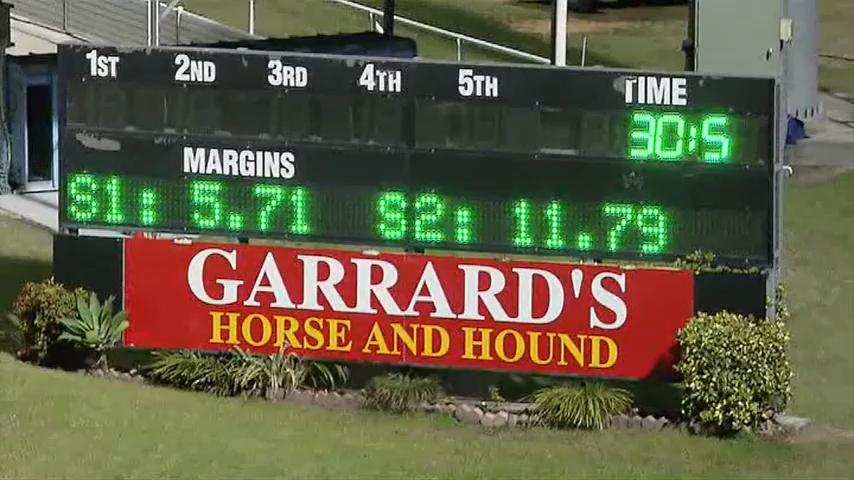 1ST 2ND 3RD 4TH 5TH TIME
30:5
MARGINS
S1: 5.71 S2: 11.79
GARRARD'S
HORSE AND HOUND